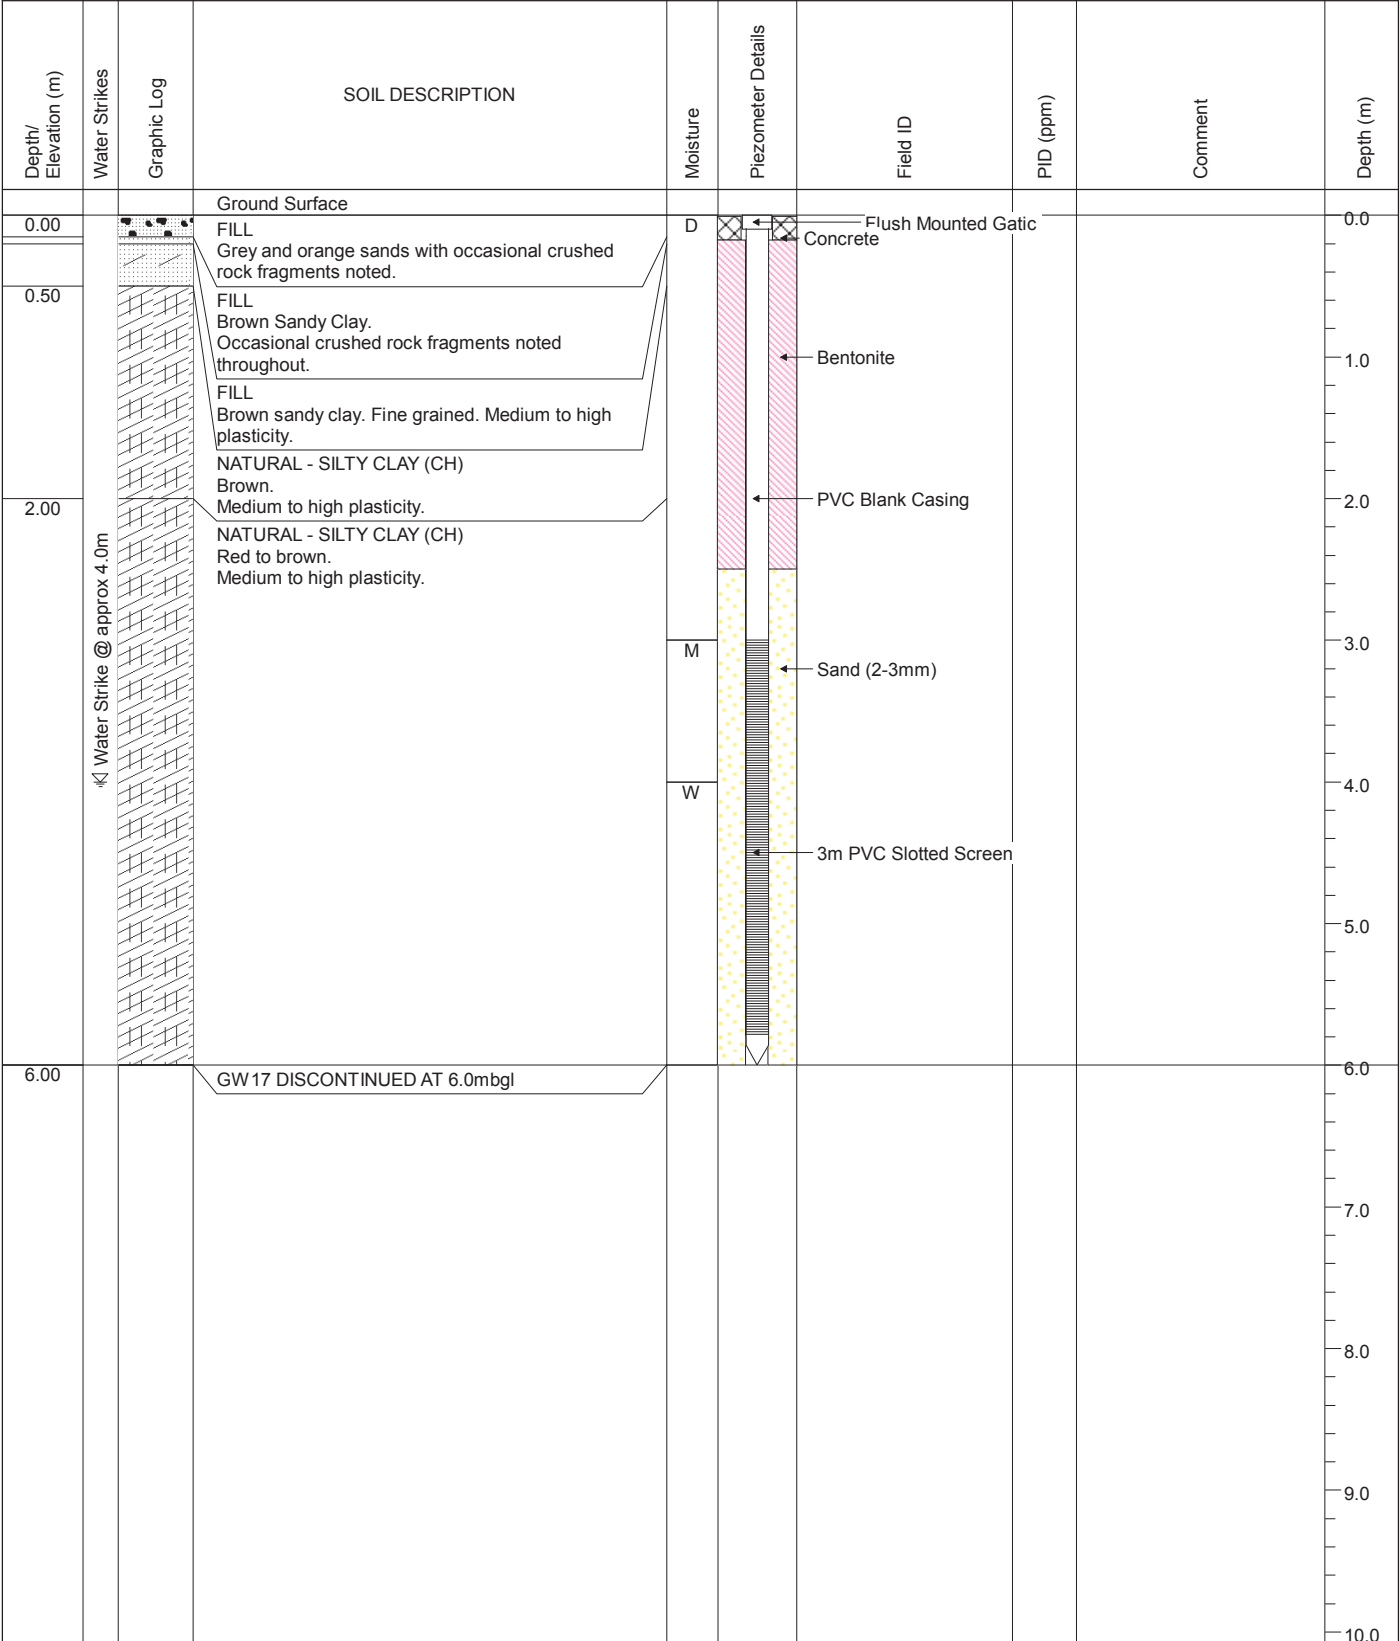 Depth/
Elevation (m)
Water Strikes
Graphic Log
SOIL DESCRIPTION
Moisture
Piezometer Details
Field ID
PID (ppm)
Comment
Depth (m)
Ground Surface
0.00
FILL
Grey and orange sands with occasional crushed
rock fragments noted.
0.50
FILL
Brown Sandy Clay.
Occasional crushed rock fragments noted
throughout.
FILL
Brown sandy clay. Fine grained. Medium to high
plasticity.
NATURAL - SILTY CLAY (CH)
Brown.
Medium to high plasticity.
2.00
NATURAL - SILTY CLAY (CH)
Red to brown.
Medium to high plasticity.
Water Strike @ approx 4.0m
6.00
GW17 DISCONTINUED AT 6.0mbgl
D
M
W
Flush Mounted Gatic
Concrete
Bentonite
PVC Blank Casing
Sand (2-3mm)
3m PVC Slotted Screen
0.0
1.0
2.0
3.0
4.0
5.0
6.0
7.0
8.0
9.0
10.0